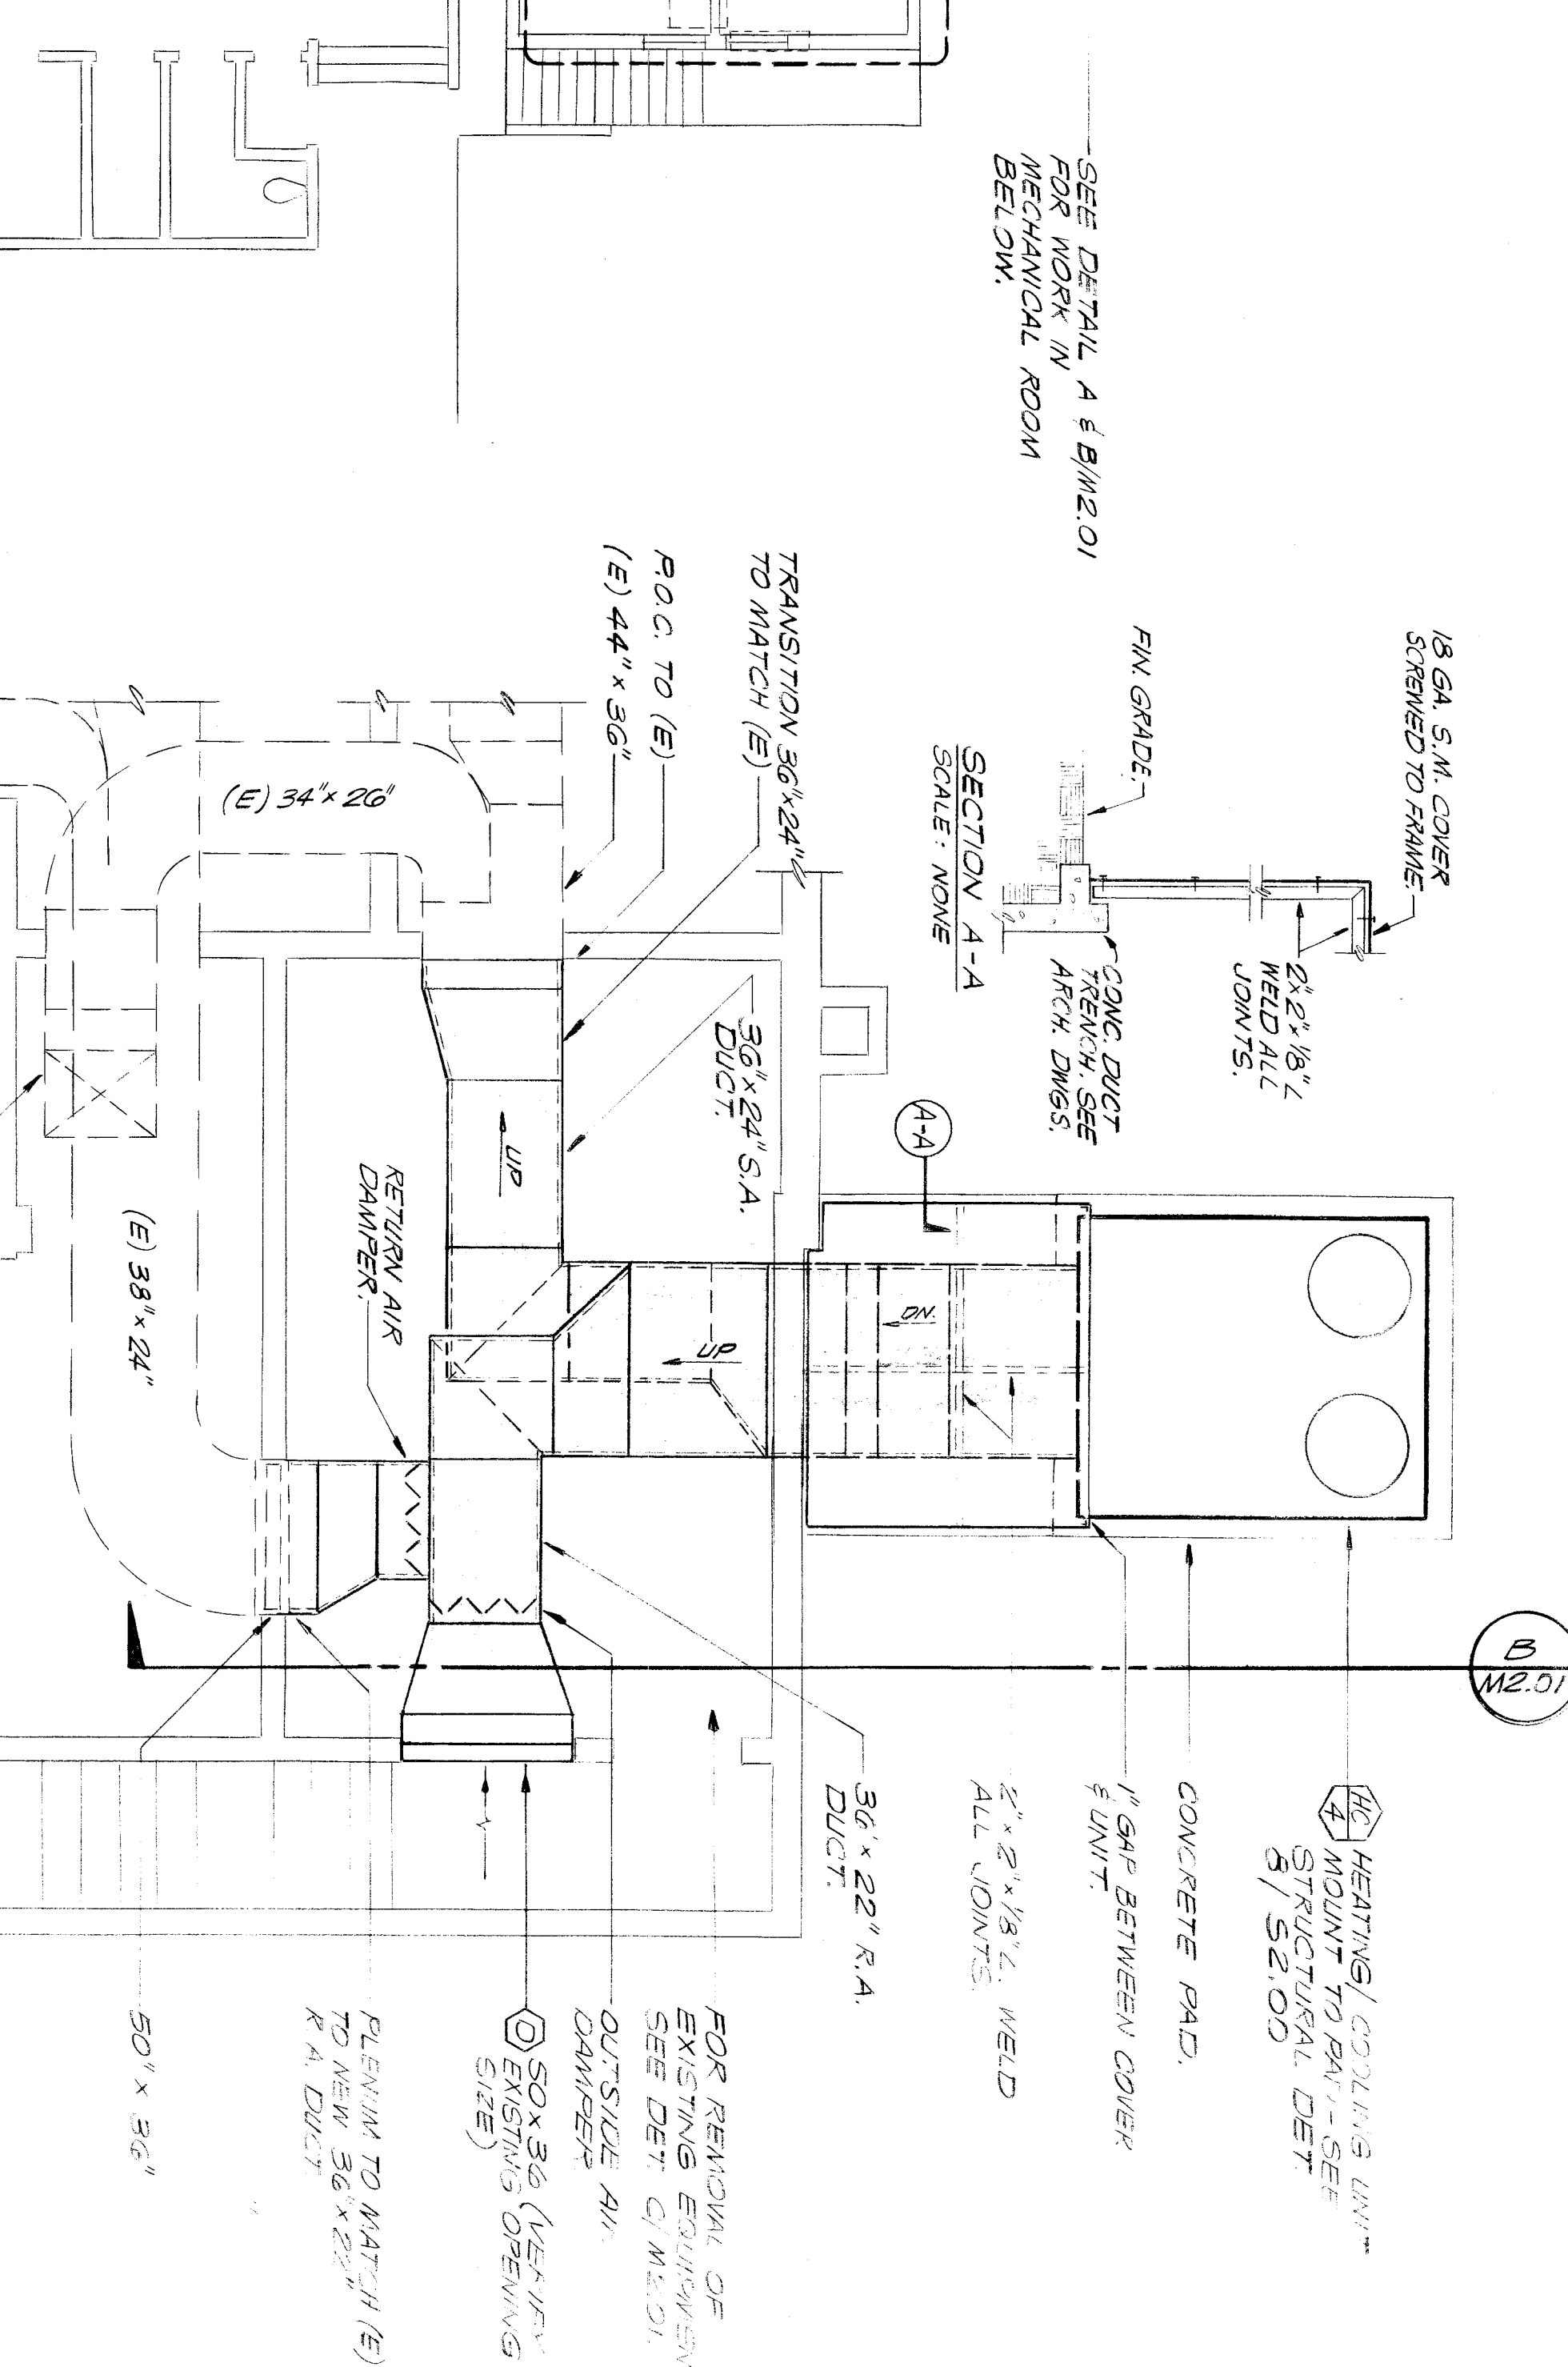 SEE DETAIL A & B/M2.01
FOR WORK IN
MECHANICAL ROOM
BELOW.
18 GA. S.M. COVER
SCREWED TO FRAME.
2"x2"x1/8" L
WELD ALL
JOINTS.
FIN. GRADE.
CONC. DUCT
TRENCH. SEE
ARCH. DWGS.
SECTION A-A
SCALE: NONE
TRANSITION 36"x24"
TO MATCH (E)
P.O.C. TO (E)
(E) 44" x 36"
(E) 34"x 26"
36"x 24" S.A.
DUCT.
A-A
UP
UP
DN.
RETURN AIR
DAMPER.
(E) 38" x 24"
B
M2.01
HC
4
HEATING/COOLING UNIT
MOUNT TO PAD - SEE
STRUCTURAL DET.
8/S2.00
CONCRETE PAD.
1" GAP BETWEEN COVER
& UNIT.
2"x 2"x 1/8" L. WELD
ALL JOINTS.
36"x 22" R.A.
DUCT.
FOR REMOVAL OF
EXISTING EQUIPMEN
SEE DET. C/M2.01.
OUTSIDE AIR
DAMPER
O
50x36 (VERIFY
EXISTING OPENING
SIZE)
PLENUM TO MATCH (E)
TO NEW 36"x 22"
R.A. DUCT.
50" x 36"